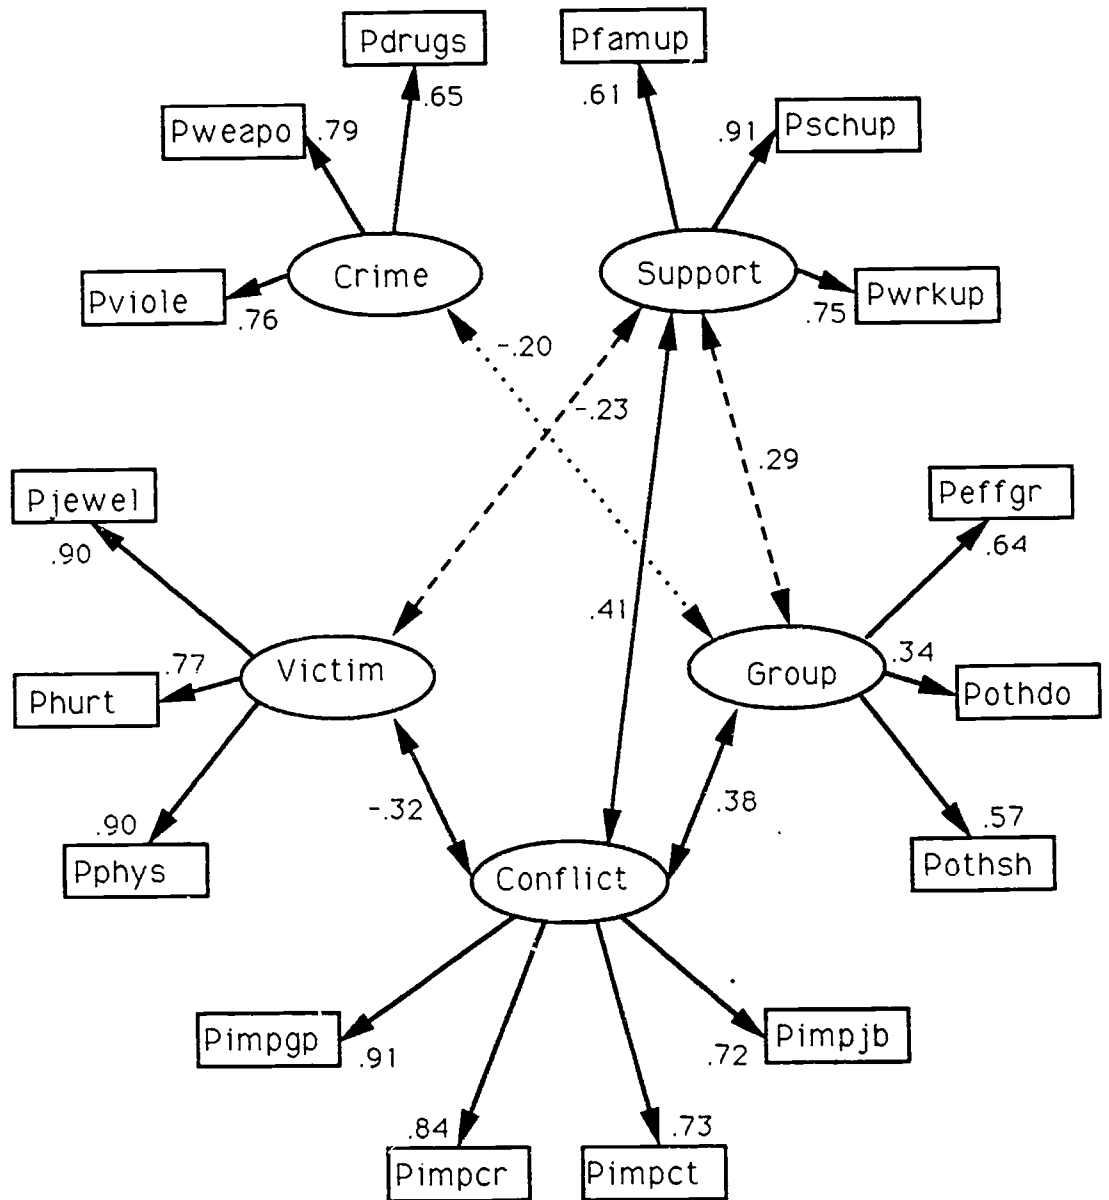 Pdrugs
Pfamup
.65
.61
Pweapo
.79
.91
Pschup
Crime
Support
Pviole
.76
Pwrkup
.75
-.20
-.23
.29
Pjewel
.90
Peffgr
.64
.41
.77
Victim
.34
Group
Phurt
Pothdo
-.32
.38
.90
.57
Pphys
Conflict
Pothsh
Pimpgp
.91
Pimpjb
.72
.84
.73
Pimpcr
Pimpct